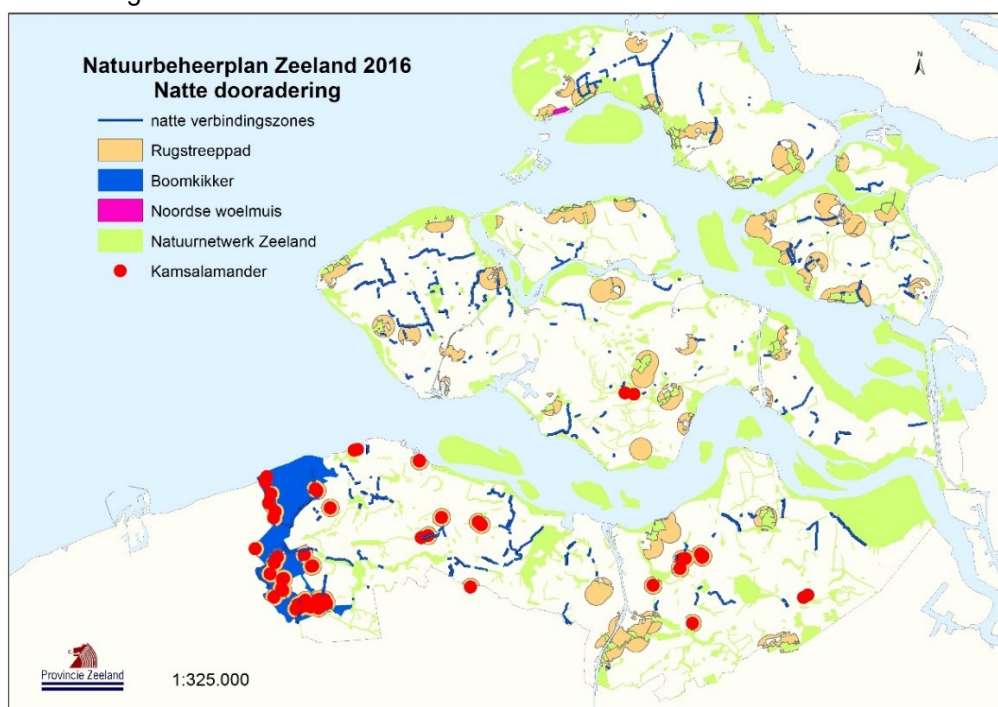 Natuurbeheerplan Zeeland 2016
Natte dooradering
natte verbindingszones
Rugstreeppad
Boomkikker
Noordse woelmuis
Natuurnetwerk Zeeland
Kamsalamander
N
Provincie Zeeland
1:325.000